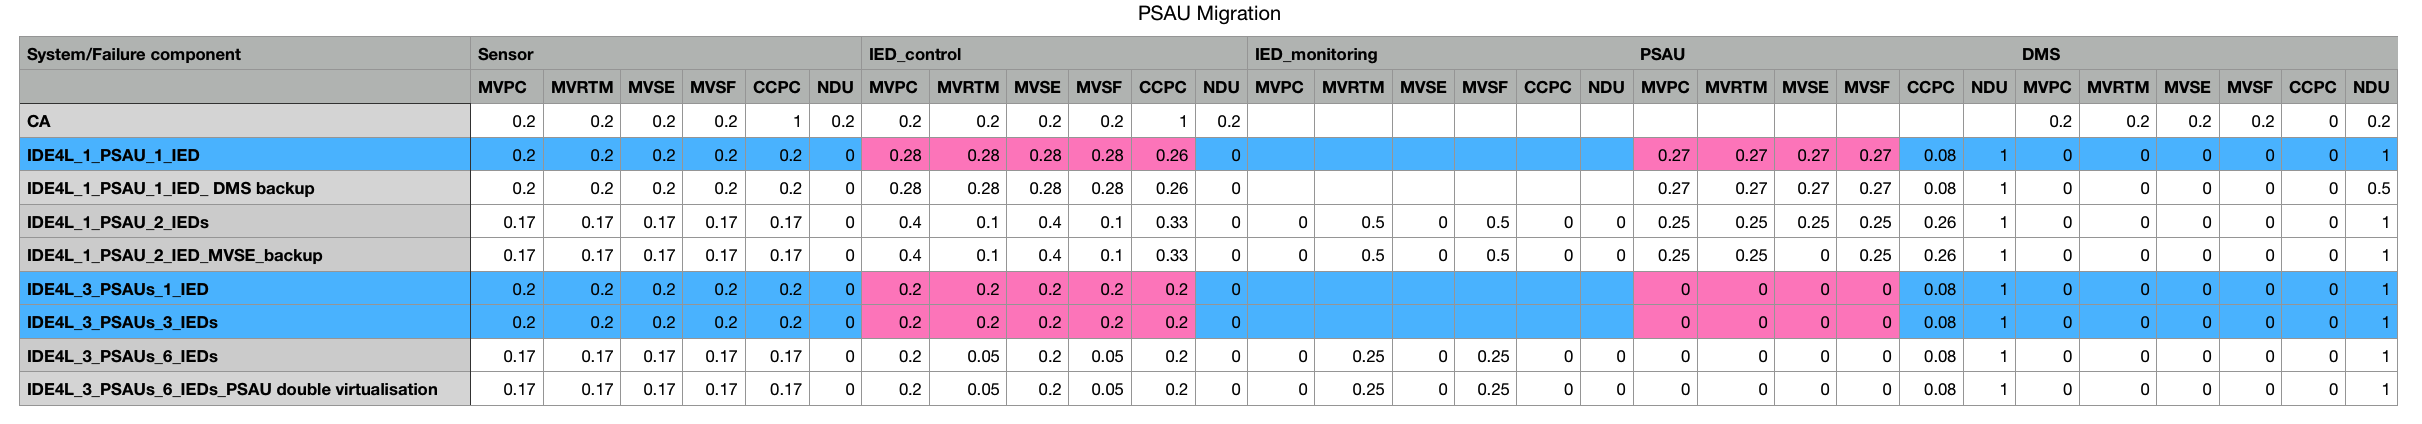 PSAU Migration
System/Failure component Sensor IED_control IED_monitoring PSAU DMS
MVPC MVRTM MVSE MVSF CCPC NDU MVPC MVRTM MVSE MVSF CCPC NDU MVPC MVRTM MVSE MVSF CCPC NDU MVPC MVRTM MVSE MVSF CCPC NDU MVPC MVRTM MVSE MVSF CCPC NDU
CA 0.2 0.2 0.2 0.2 1 0.2 0.2 0.2 0.2 0.2 1 0.2 0.2 0.2 0.2 0.2 0 0.2
IDE4L_1_PSAU_1_IED 0.2 0.2 0.2 0.2 0.2 0 0.28 0.28 0.28 0.28 0.26 0 0.27 0.27 0.27 0.27 0.08 1 0 0 0 0 0 1
IDE4L_1_PSAU_1_IED_ DMS backup 0.2 0.2 0.2 0.2 0.2 0 0.28 0.28 0.28 0.28 0.26 0 0.27 0.27 0.27 0.27 0.08 1 0 0 0 0 0 0.5
IDE4L_1_PSAU_2_IEDs 0.17 0.17 0.17 0.17 0.17 0 0.4 0.1 0.4 0.1 0.33 0 0 0.5 0 0.5 0 0 0.25 0.25 0.25 0.25 0.26 1 0 0 0 0 0 1
IDE4L_1_PSAU_2_IED_MVSE_backup 0.17 0.17 0.17 0.17 0.17 0 0.4 0.1 0.4 0.1 0.33 0 0 0.5 0 0.5 0 0 0.25 0.25 0 0.25 0.26 1 0 0 0 0 0 1
IDE4L_3_PSAUs_1_IED 0.2 0.2 0.2 0.2 0.2 0 0.2 0.2 0.2 0.2 0.2 0 0 0 0 0 0.08 1 0 0 0 0 0 1
IDE4L_3_PSAUs_3_IEDs 0.2 0.2 0.2 0.2 0.2 0 0.2 0.2 0.2 0.2 0.2 0 0 0 0 0 0.08 1 0 0 0 0 0 1
IDE4L_3_PSAUs_6_IEDs 0.17 0.17 0.17 0.17 0.17 0 0.2 0.05 0.2 0.05 0.2 0 0 0.25 0 0.25 0 0 0 0 0 0 0.08 1 0 0 0 0 0 1
IDE4L_3_PSAUs_6_IEDs_PSAU double virtualisation 0.17 0.17 0.17 0.17 0.17 0 0.2 0.05 0.2 0.05 0.2 0 0 0.25 0 0.25 0 0 0 0 0 0 0.08 1 0 0 0 0 0 1